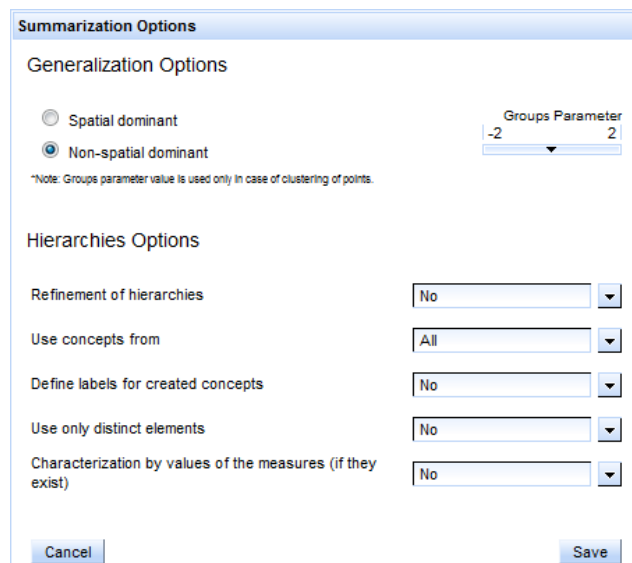 Summarization Options
Generalization Options
Spatial dominant
Groups Parameter
-2 2
Non-spatial dominant
*Note: Groups parameter value is used only in case of clustering of points.
Hierarchies Options
Refinement of hierarchies No
Use concepts from All
Define labels for created concepts No
Use only distinct elements No
Characterization by values of the measures (if they
exist) No
Cancel Save